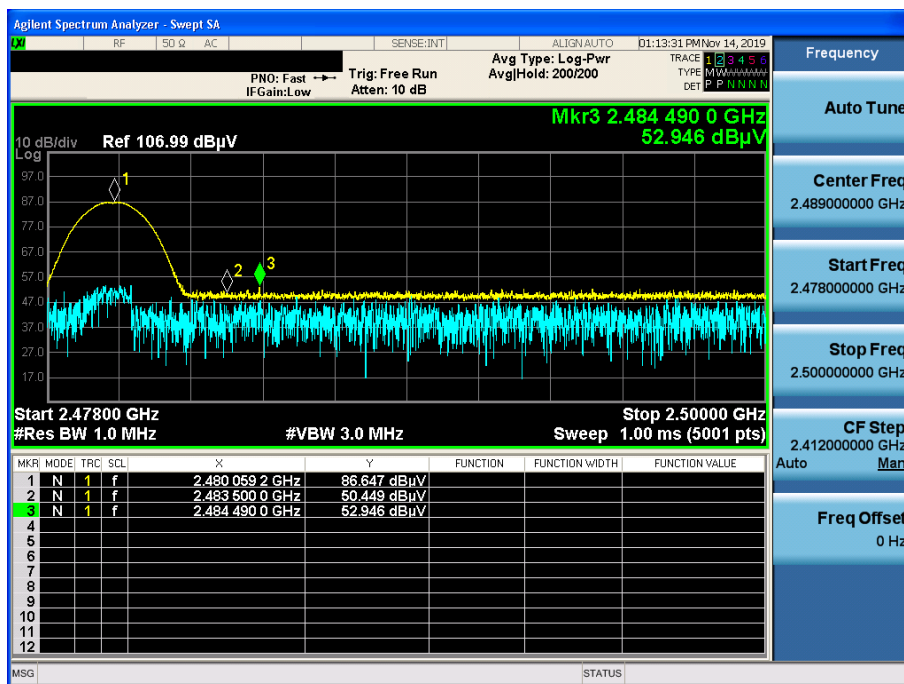 Agilent Spectrum Analyzer - Swept SA
LXI RF 50 Ω AC SENSE:INT ALIGN AUTO 01:13:31 PM Nov 14, 2019
PNO: Fast
IFGain:Low
Trig: Free Run
Atten: 10 dB
Avg Type: Log-Pwr
Avg|Hold: 200/200
TRACE 1 2 3 4 5 6
TYPE M W
DET P P N N N N
Mkr3 2.484 490 0 GHz
52.946 dBµV
10 dB/div
Log
Ref 106.99 dBµV
97.0
87.0
77.0
67.0
57.0
47.0
37.0
27.0
17.0
1
2
3
Start 2.47800 GHz
Stop 2.50000 GHz
#Res BW 1.0 MHz
#VBW 3.0 MHz
Sweep 1.00 ms (5001 pts)
MKR MODE TRC SCL X Y FUNCTION FUNCTION WIDTH FUNCTION VALUE
1 N 1 f 2.480 059 2 GHz 86.647 dBµV
2 N 1 f 2.483 500 0 GHz 50.449 dBµV
3 N 1 f 2.484 490 0 GHz 52.946 dBµV
4
5
6
7
8
9
10
11
12
MSG
STATUS
Frequency
Auto Tune
Center Freq
2.489000000 GHz
Start Freq
2.478000000 GHz
Stop Freq
2.500000000 GHz
CF Step
2.412000000 GHz
Auto Man
Freq Offset
0 Hz